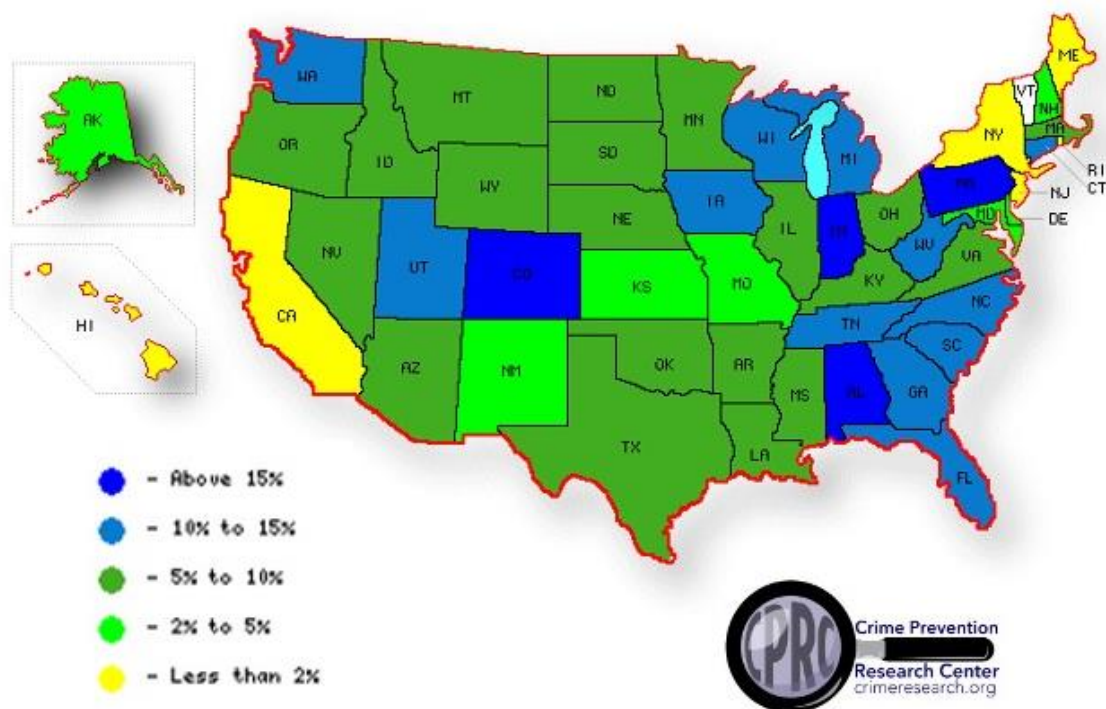 AK
HI
WA
OR
CA
NV
ID
MT
WY
UT
CO
AZ
NM
ND
SD
NE
KS
OK
TX
MN
IA
MO
AR
LA
WI
IL
MS
MI
IN
KY
TN
AL
OH
WV
VA
NC
SC
GA
FL
PA
NY
MD
VT
NH
ME
MA
RI
CT
NJ
DE
- Above 15%
- 10% to 15%
- 5% to 10%
- 2% to 5%
- Less than 2%
CPRC
Crime Prevention
Research Center
crimeresearch.org